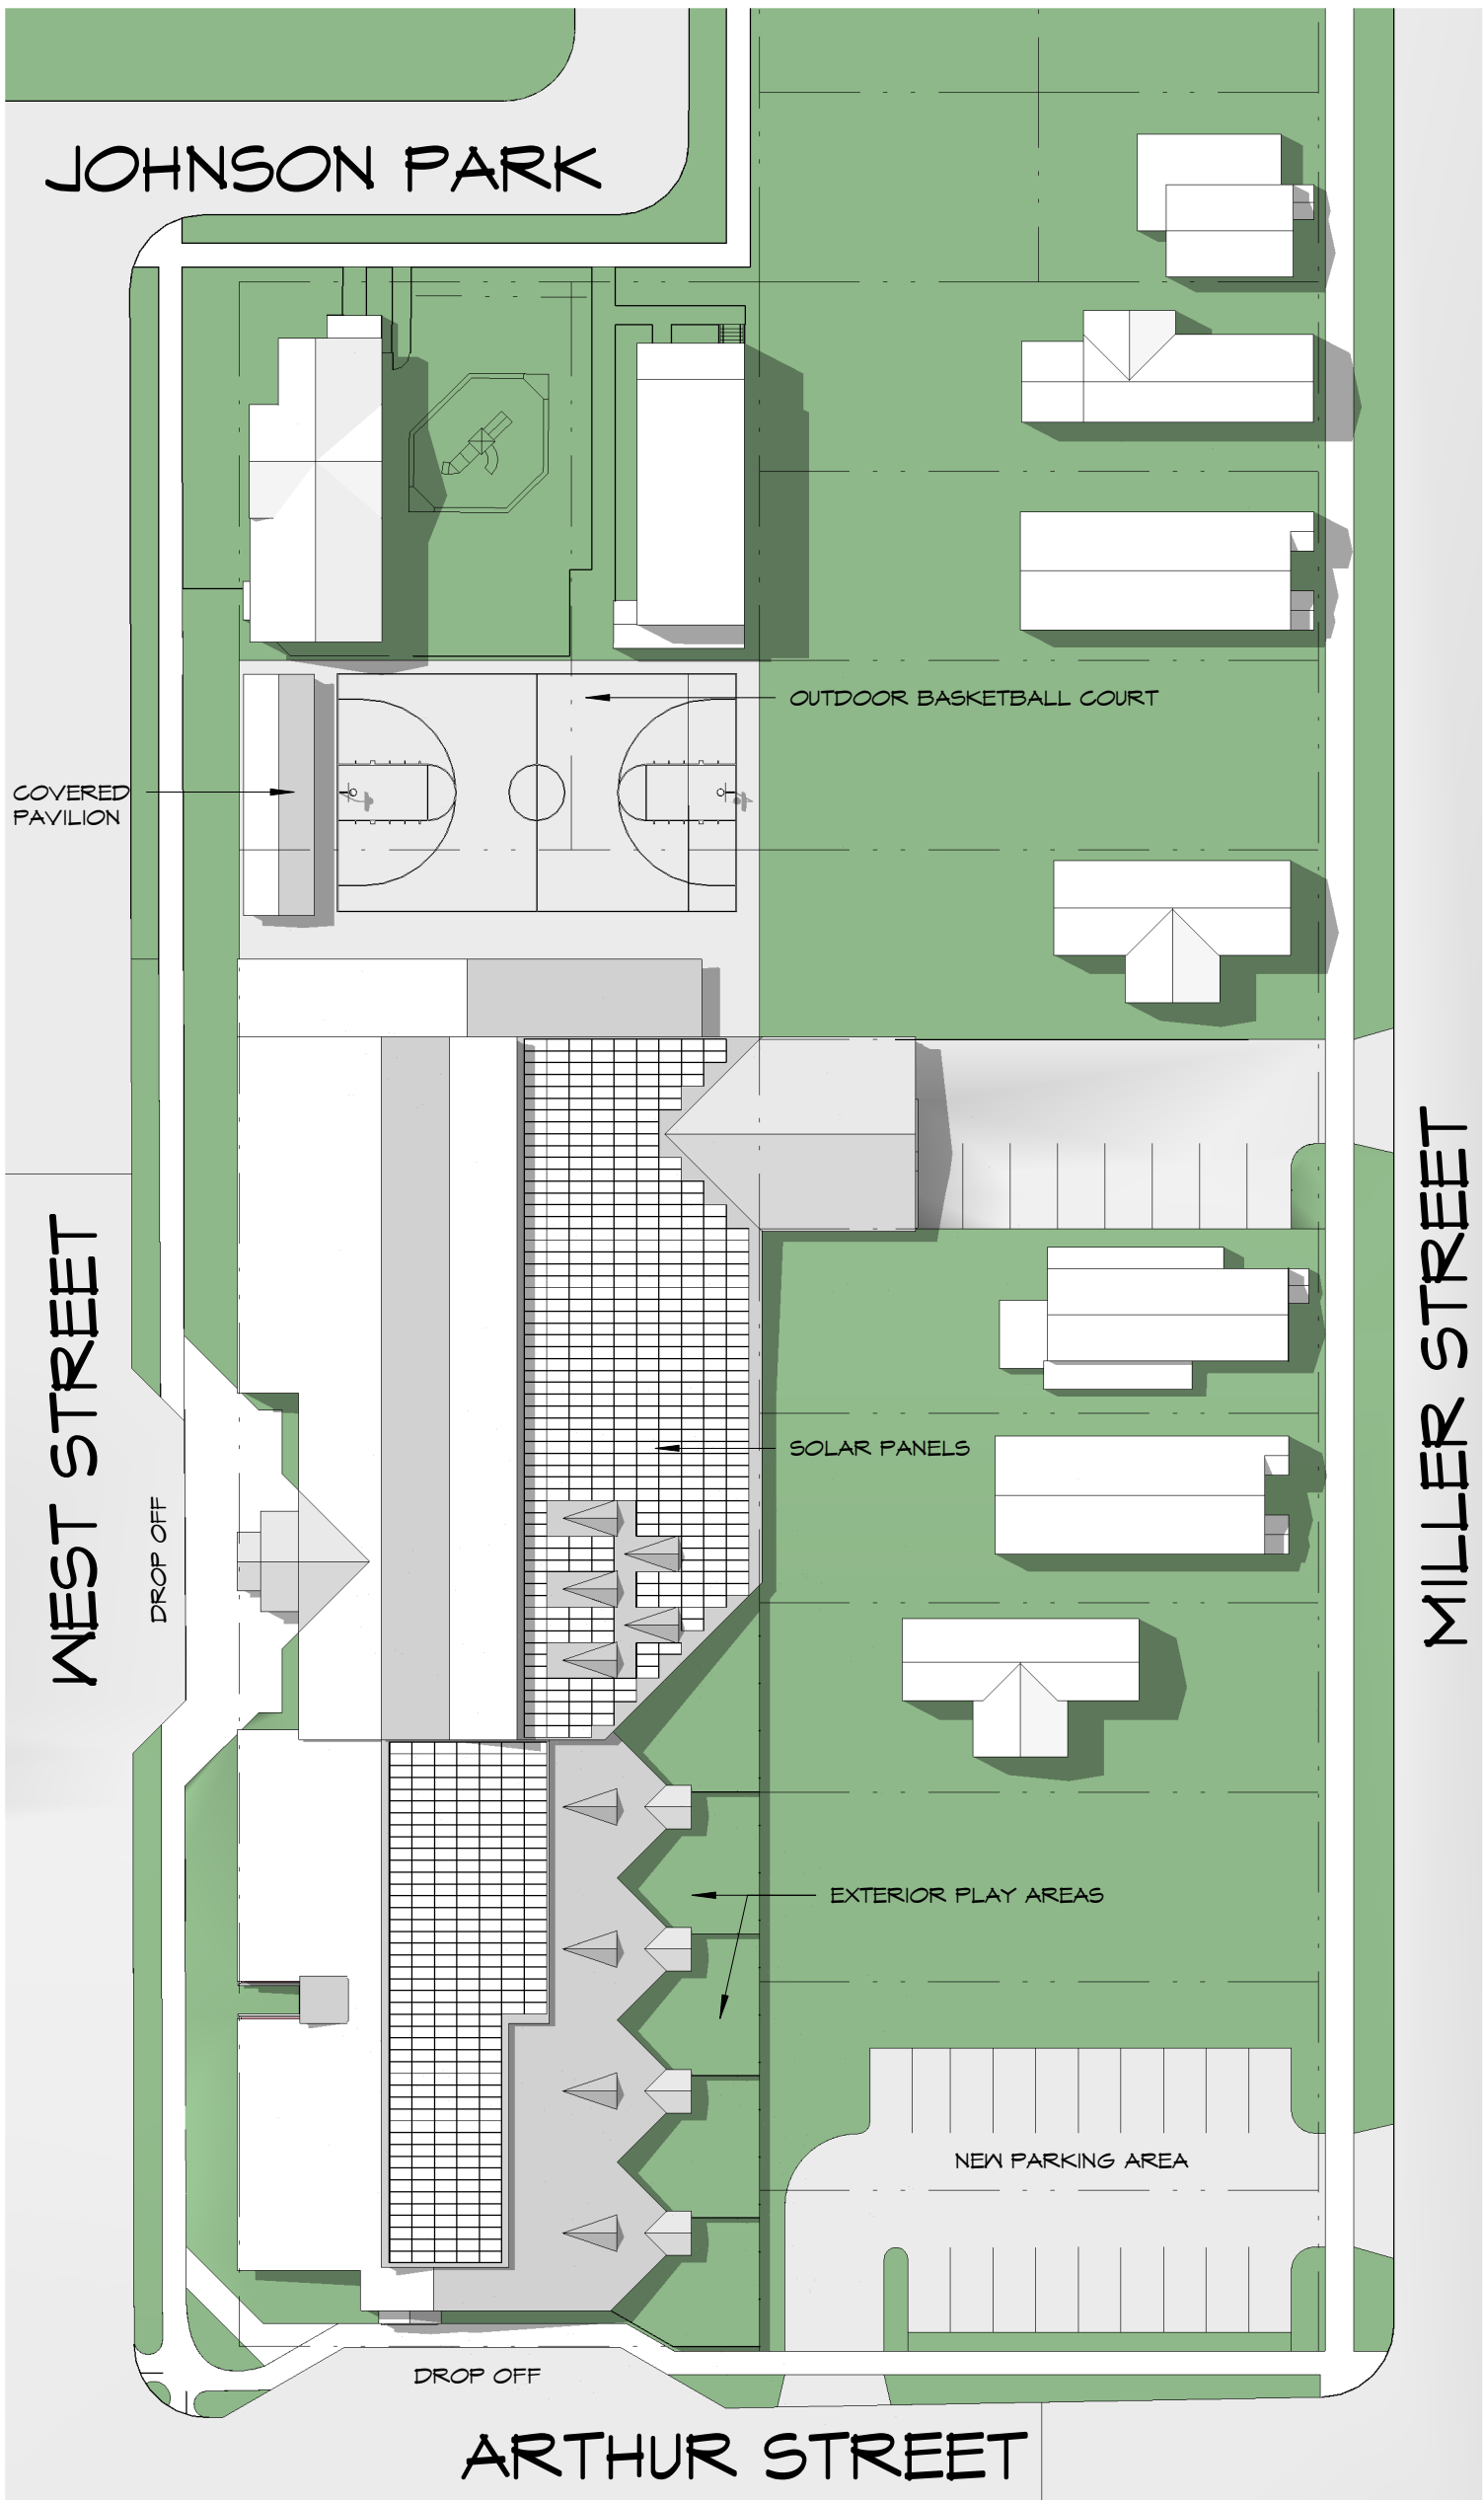 JOHNSON PARK
OUTDOOR BASKETBALL COURT
COVERED
PAVILION
WEST STREET
MILLER STREET
DROP OFF
SOLAR PANELS
EXTERIOR PLAY AREAS
NEW PARKING AREA
DROP OFF
ARTHUR STREET